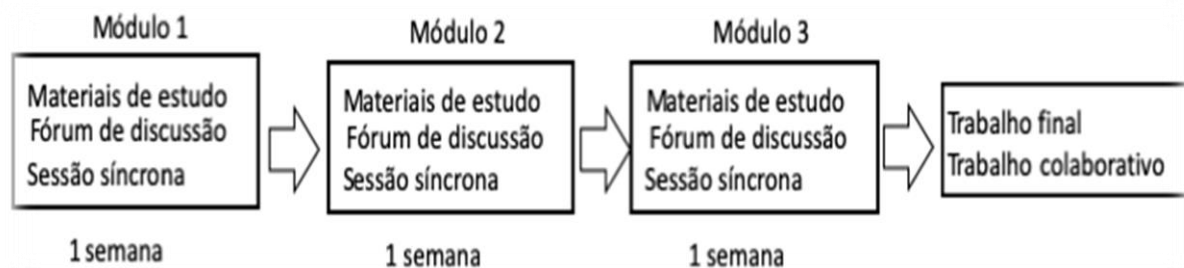 Módulo 1
Materiais de estudo
Fórum de discussão
Sessão síncrona
1 semana
Módulo 2
Materiais de estudo
Fórum de discussão
Sessão síncrona
1 semana
Módulo 3
Materiais de estudo
Fórum de discussão
Sessão síncrona
1 semana
Trabalho final
Trabalho colaborativo